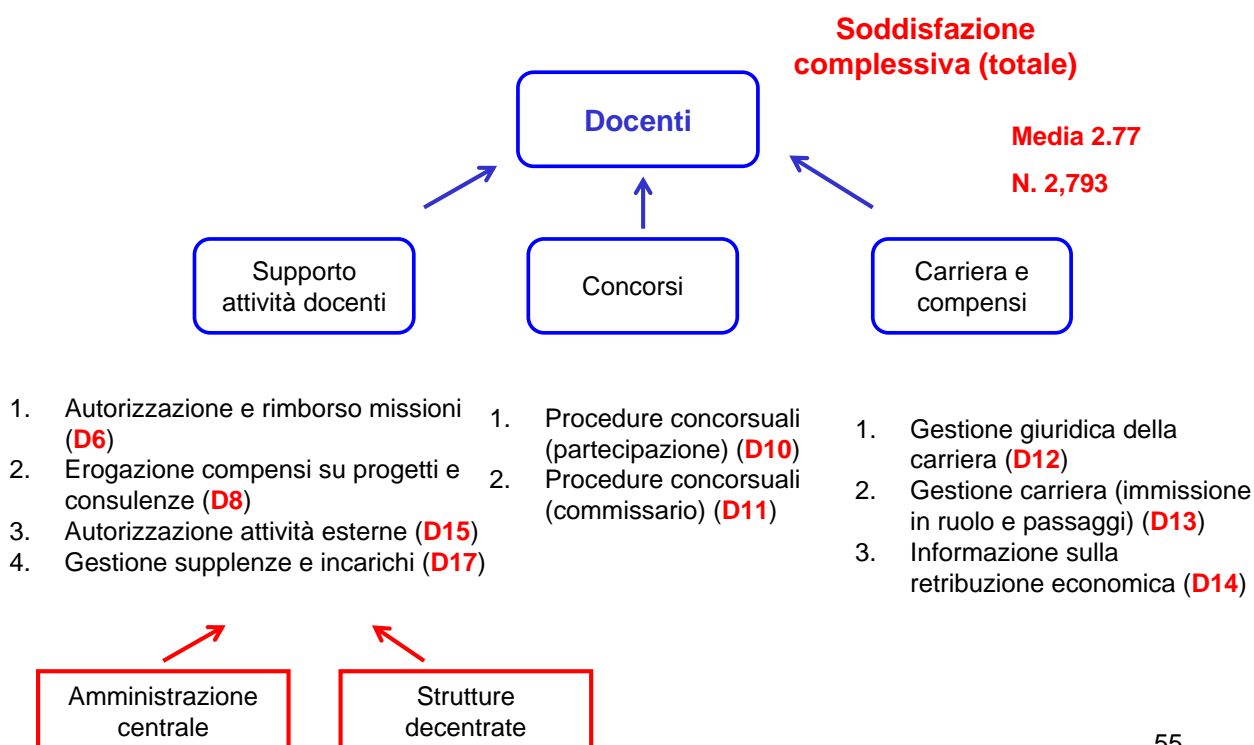 Soddisfazione
complessiva (totale)
Docenti
Media 2.77
N. 2,793
Supporto
attività docenti
Concorsi
Carriera e
compensi
1. Autorizzazione e rimborso missioni
(D6)
2. Erogazione compensi su progetti e
consulenze (D8)
3. Autorizzazione attività esterne (D15)
4. Gestione supplenze e incarichi (D17)
1. Procedure concorsuali
(partecipazione) (D10)
2. Procedure concorsuali
(commissario) (D11)
1. Gestione giuridica della
carriera (D12)
2. Gestione carriera (immissione
in ruolo e passaggi) (D13)
3. Informazione sulla
retribuzione economica (D14)
Amministrazione
centrale
Strutture
decentrate
55